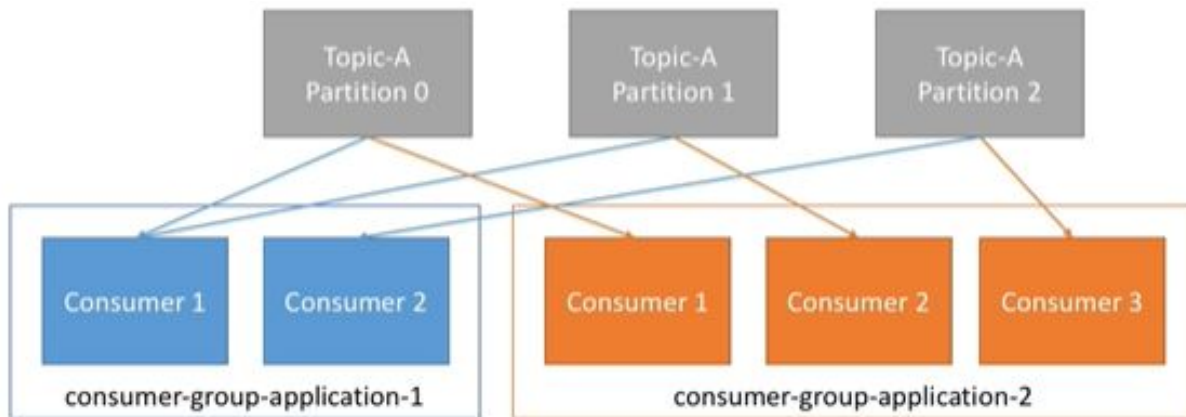 Topic-A
Partition 0
Topic-A
Partition 1
Topic-A
Partition 2
Consumer 1
Consumer 2
consumer-group-application-1
Consumer 1
Consumer 2
Consumer 3
consumer-group-application-2